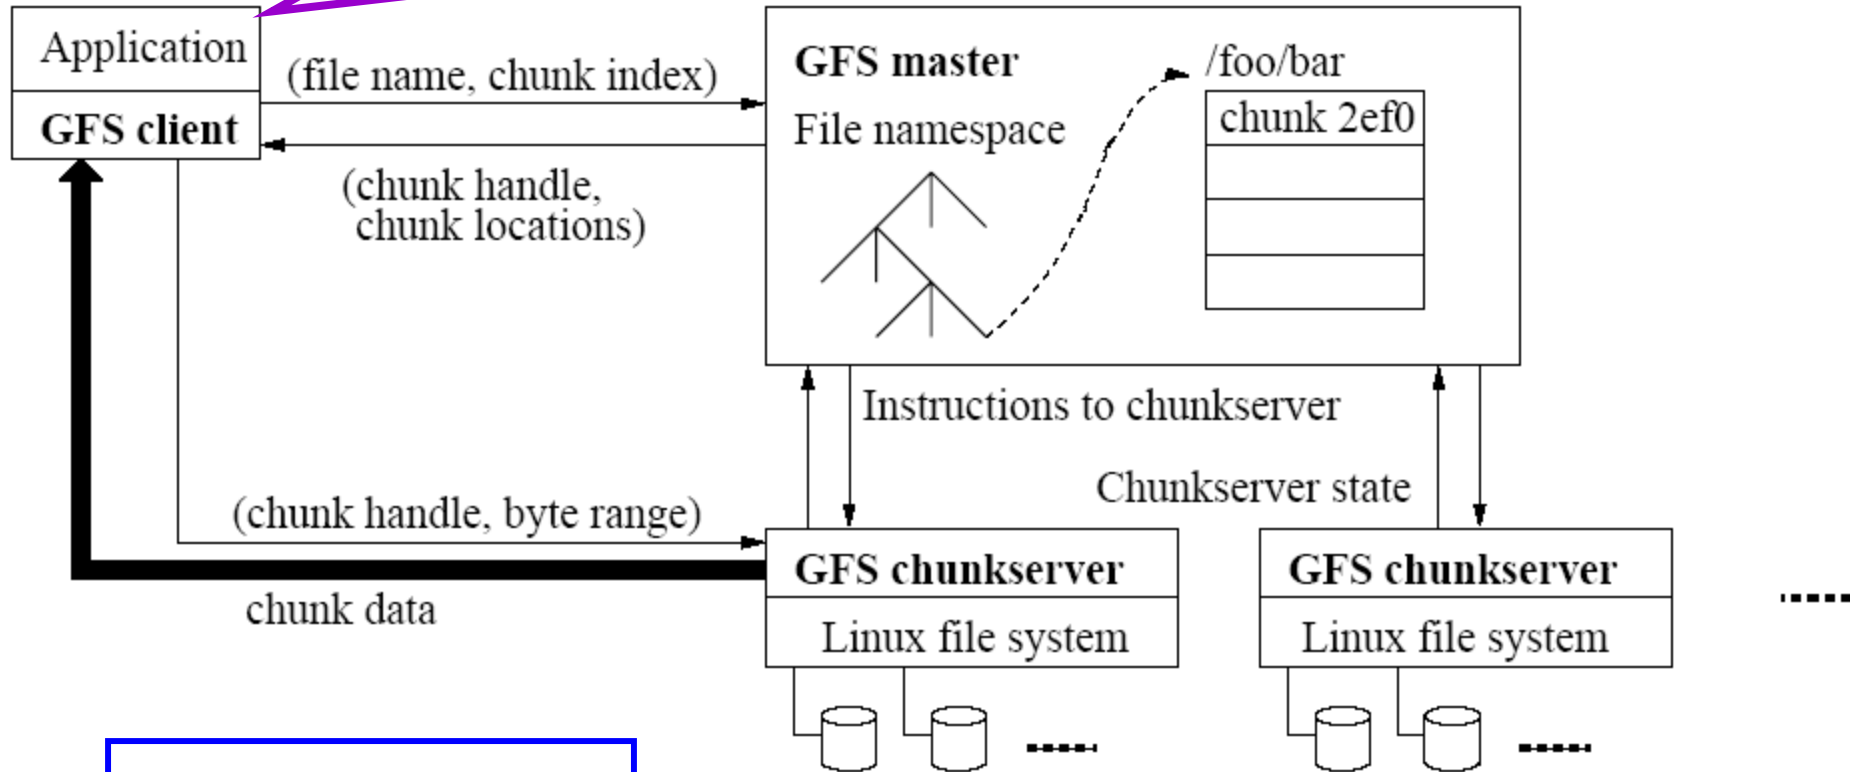 Application
GFS client
(file name, chunk index)
(chunk handle,
chunk locations)
GFS master
File namespace
/foo/bar
chunk 2ef0
Instructions to chunkserver
Chunkserver state
(chunk handle, byte range)
chunk data
GFS chunkserver
Linux file system
GFS chunkserver
Linux file system